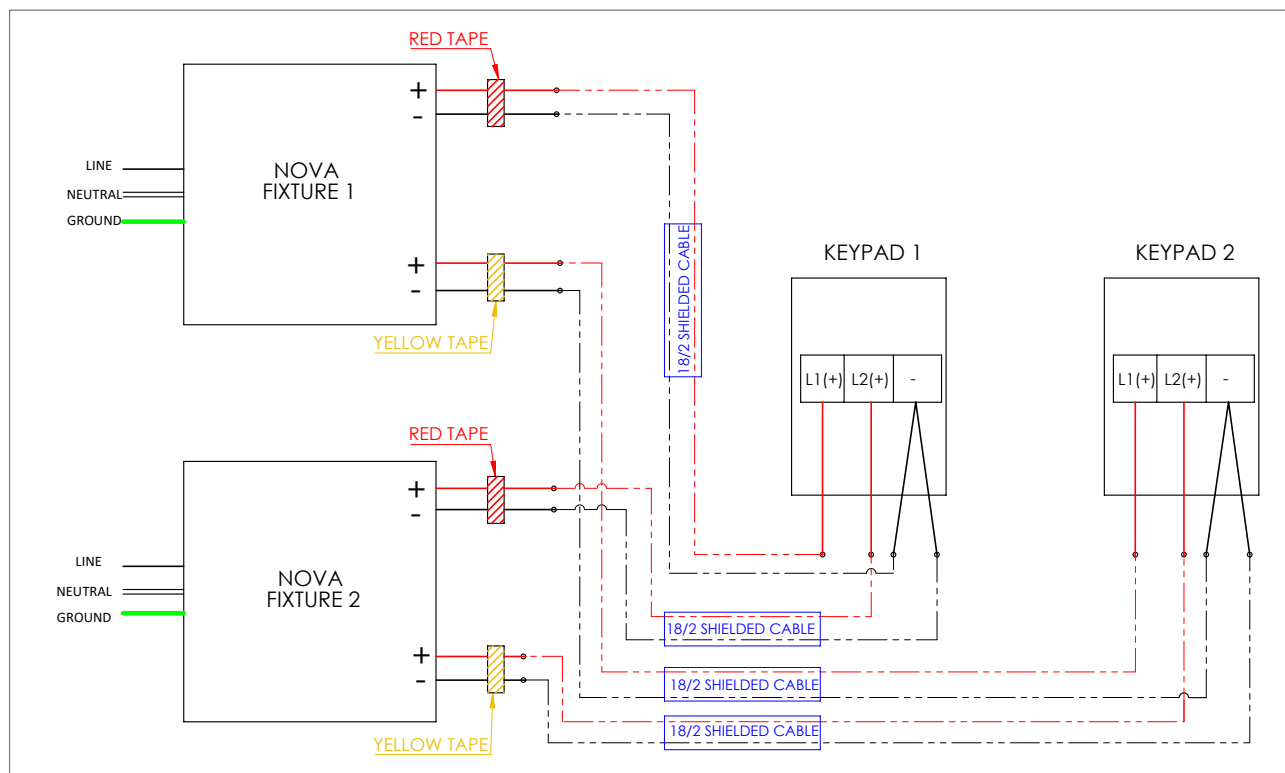 RED TAPE
+
-
LINE
NEUTRAL
GROUND
NOVA
FIXTURE 1
+
-
YELLOW TAPE
18/2 SHIELDED CABLE
KEYPAD 1
L1(+) L2(+) -
KEYPAD 2
L1(+) L2(+) -
RED TAPE
+
-
LINE
NEUTRAL
GROUND
NOVA
FIXTURE 2
+
-
YELLOW TAPE
18/2 SHIELDED CABLE
18/2 SHIELDED CABLE
18/2 SHIELDED CABLE